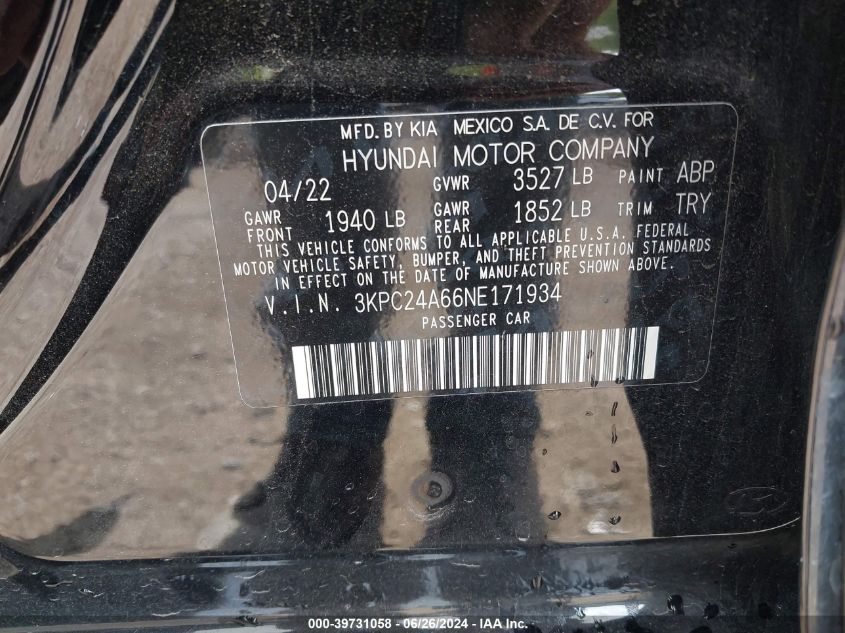 MFD. BY KIA MEXICO S.A. DE C.V. FOR
HYUNDAI MOTOR COMPANY
04/22 GVWR 3527 LB PAINT ABP
GAWR FRONT 1940 LB GAWR REAR 1852 LB TRIM TRY
THIS VEHICLE CONFORMS TO ALL APPLICABLE U.S.A. FEDERAL
MOTOR VEHICLE SAFETY, BUMPER, AND THEFT PREVENTION STANDARDS
IN EFFECT ON THE DATE OF MANUFACTURE SHOWN ABOVE.
V.I.N. 3KPC24A66NE171934
PASSENGER CAR
000-39731058 - 06/26/2024 - IAA Inc.